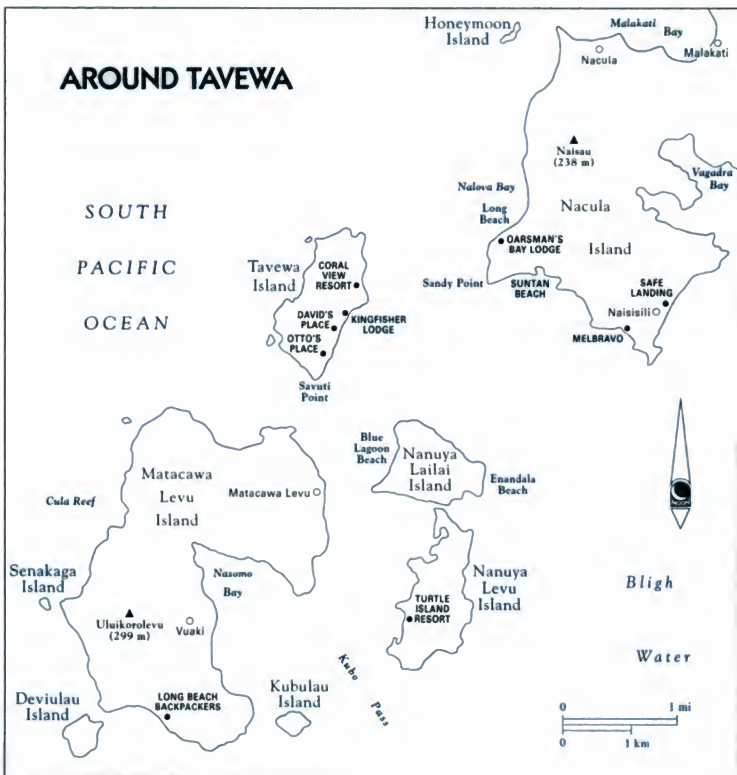 AROUND TAVEWA
Honeymoon
Island
Malakati
Bay
Nacula
Malakati
Naisau
(238 m)
Vagadra
Bay
SOUTH
PACIFIC
OCEAN
Nalova Bay
Long
Beach
Nacula
Island
OARSMAN'S
BAY LODGE
Tavewa
Island
CORAL
VIEW
RESORT
Sandy Point
SUNTAN
BEACH
SAFE
LANDING
Naisisili
DAVID'S
PLACE
KINGFISHER
LODGE
OTTO'S
PLACE
MELBRAVO
Savuti
Point
Blue
Lagoon
Beach
Nanuya
Lailai
Island
Enandala
Beach
Matacawa
Levu
Island
Matacawa Levu
Cula Reef
Senakaga
Island
Nasomo
Bay
Nanuya
Levu
Island
TURTLE
ISLAND
RESORT
Bligh
Water
Uluikorolevu
(299 m)
Vuaki
Kubo
Pass
Deviulau
Island
LONG BEACH
BACKPACKERS
Kubulau
Island
0 1 mi
0 1 km